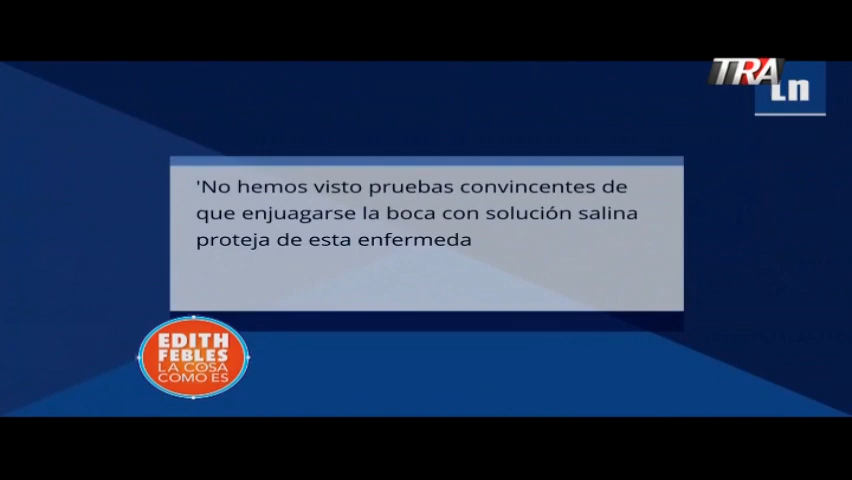 TRA
Ln
'No hemos visto pruebas convincentes de
que enjuagarse la boca con solución salina
proteja de esta enfermeda
EDITH
FEBLES
LA COSA
COMO ES